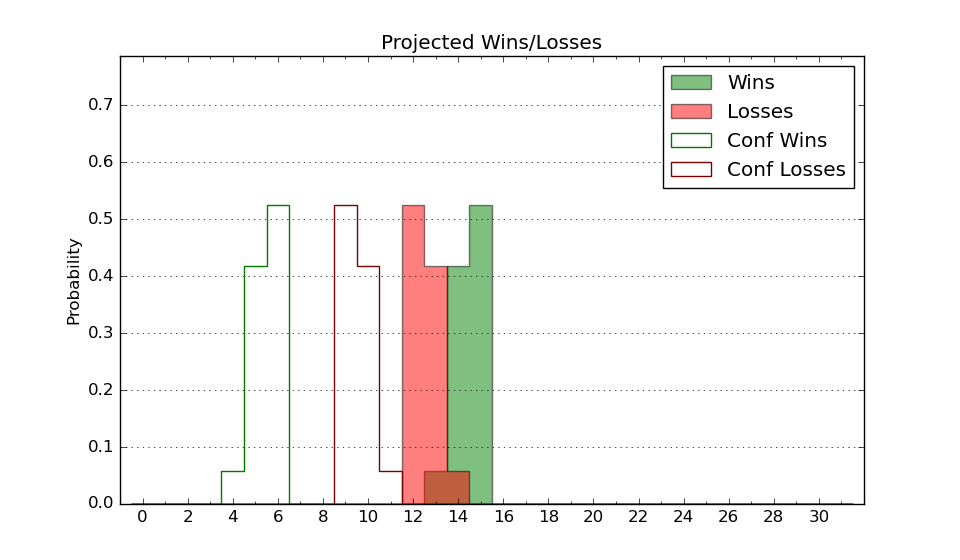 Projected Wins/Losses
Wins
Losses
Conf Wins
Conf Losses
Probability
0.7
0.6
0.5
0.4
0.3
0.2
0.1
0.0
0 2 4 6 8 10 12 14 16 18 20 22 24 26 28 30